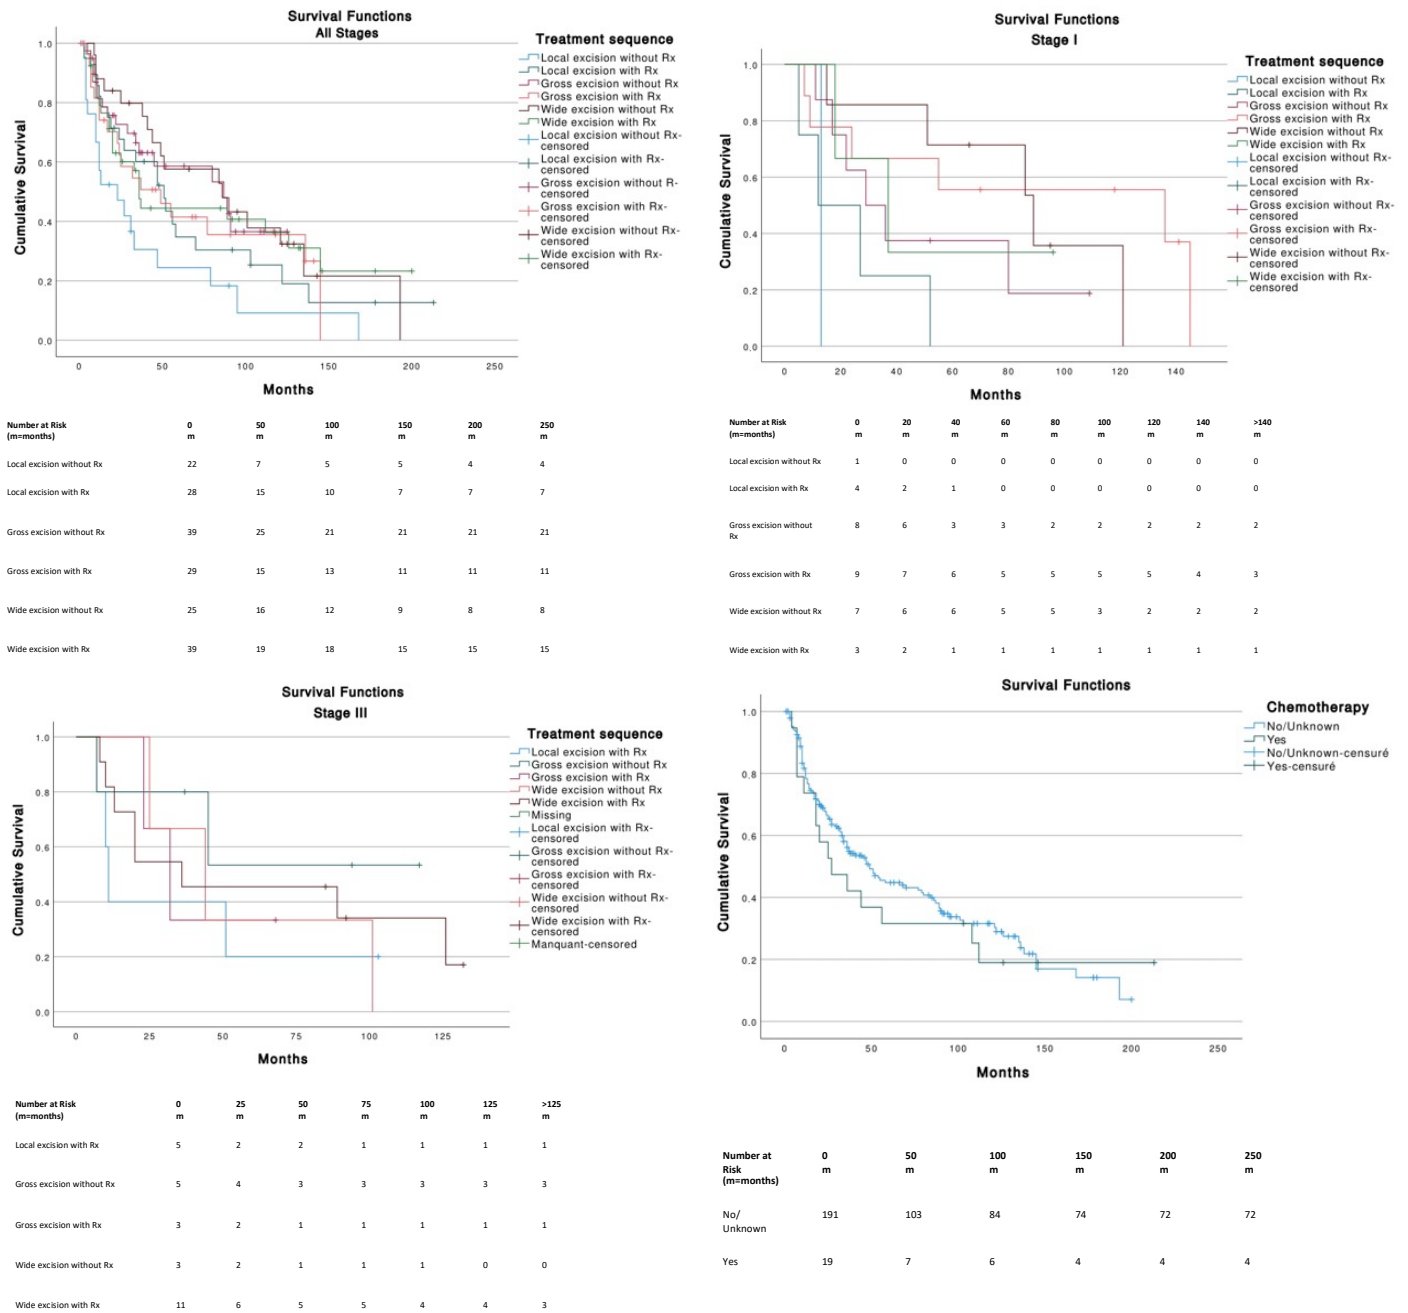 Survival Functions
All Stages
Cumulative Survival
1.0
0.8
0.6
0.4
0.2
0.0
0 50 100 150 200 250
Months
Treatment sequence
Local excision without Rx
Local excision with Rx
Gross excision without Rx
Gross excision with Rx
Wide excision without Rx
Wide excision with Rx
Local excision without Rx-
censored
Local excision with Rx-
censored
Gross excision without R-
censored
Gross excision with Rx-
censored
Wide excision without Rx-
censored
Wide excision with Rx-
censored
Number at Risk 0 50 100 150 200 250
(m=months) m m m m m m
Local excision without Rx 22 7 5 5 4 4
Local excision with Rx 28 15 10 7 7 7
Gross excision without Rx 39 25 21 21 21 21
Gross excision with Rx 29 15 13 11 11 11
Wide excision without Rx 25 16 12 9 8 8
Wide excision with Rx 39 19 18 15 15 15
Survival Functions
Stage I
Cumulative Survival
1.0
0.8
0.6
0.4
0.2
0.0
0 20 40 60 80 100 120 140
Months
Treatment sequence
Local excision without Rx
Local excision with Rx
Gross excision without Rx
Gross excision with Rx
Wide excision without Rx
Wide excision with Rx
Local excision without Rx-
censored
Local excision with Rx-
censored
Gross excision without Rx-
censored
Gross excision with Rx-
censored
Wide excision without Rx-
censored
Wide excision with Rx-
censored
Number at Risk 0 20 40 60 80 100 120 140 >140
(m=months) m m m m m m m m m
Local excision without Rx 1 0 0 0 0 0 0 0 0
Local excision with Rx 4 2 1 0 0 0 0 0 0
Gross excision without 8 6 3 3 2 2 2 2 2
Rx
Gross excision with Rx 9 7 6 5 5 5 5 4 3
Wide excision without Rx 7 6 6 5 5 3 2 2 2
Wide excision with Rx 3 2 1 1 1 1 1 1 1
Survival Functions
Stage III
Cumulative Survival
1.0
0.8
0.6
0.4
0.2
0.0
0 25 50 75 100 125
Months
Treatment sequence
Local excision with Rx
Gross excision without Rx
Gross excision with Rx
Wide excision without Rx
Wide excision with Rx
Missing
Local excision with Rx-
censored
Gross excision without Rx-
censored
Gross excision with Rx-
censored
Wide excision without Rx-
censored
Wide excision with Rx-
censored
Manquant-censored
Number at Risk 0 25 50 75 100 125 >125
(m=months) m m m m m m m
Local excision with Rx 5 2 2 1 1 1 1
Gross excision without Rx 5 4 3 3 3 3 3
Gross excision with Rx 3 2 1 1 1 1 1
Wide excision without Rx 3 2 1 1 1 0 0
Wide excision with Rx 11 6 5 5 4 4 3
Survival Functions
Cumulative Survival
1.0
0.8
0.6
0.4
0.2
0.0
0 50 100 150 200 250
Months
Chemotherapy
No/Unknown
Yes
No/Unknown-censuré
Yes-censuré
Number at 0 50 100 150 200 250
Risk m m m m m m
(m=months)
No/ 191 103 84 74 72 72
Unknown
Yes 19 7 6 4 4 4